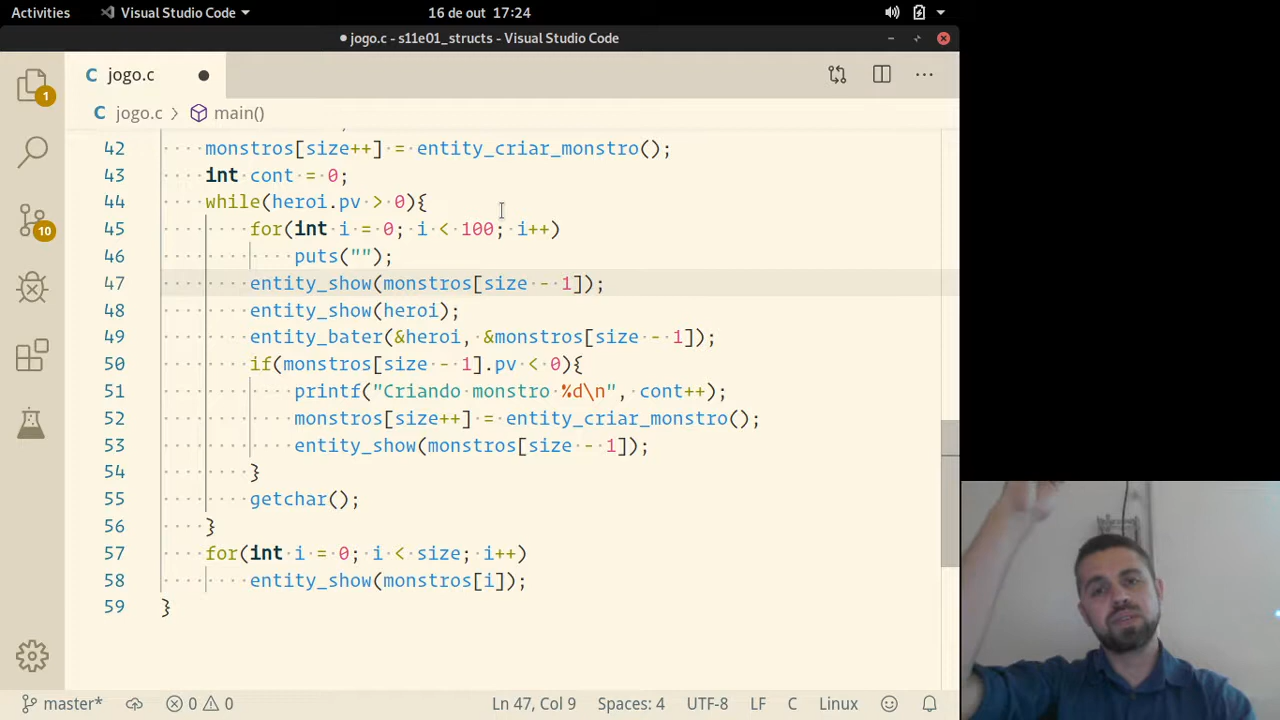 Activities
Visual Studio Code
16 de out 17:24
● jogo.c - s11e01_structs - Visual Studio Code
C jogo.c ●
C jogo.c > main()
1
10
42 monstros[size++] = entity_criar_monstro();
43 int cont = 0;
44 while(heroi.pv > 0){
45 for(int i = 0; i < 100; i++)
46 puts("");
47 entity_show(monstros[size - 1]);
48 entity_show(heroi);
49 entity_bater(&heroi, &monstros[size - 1]);
50 if(monstros[size - 1].pv < 0){
51 printf("Criando monstro %d\n", cont++);
52 monstros[size++] = entity_criar_monstro();
53 entity_show(monstros[size - 1]);
54 }
55 getchar();
56 }
57 for(int i = 0; i < size; i++)
58 entity_show(monstros[i]);
59 }
master* 0 0 Ln 47, Col 9 Spaces: 4 UTF-8 LF C Linux